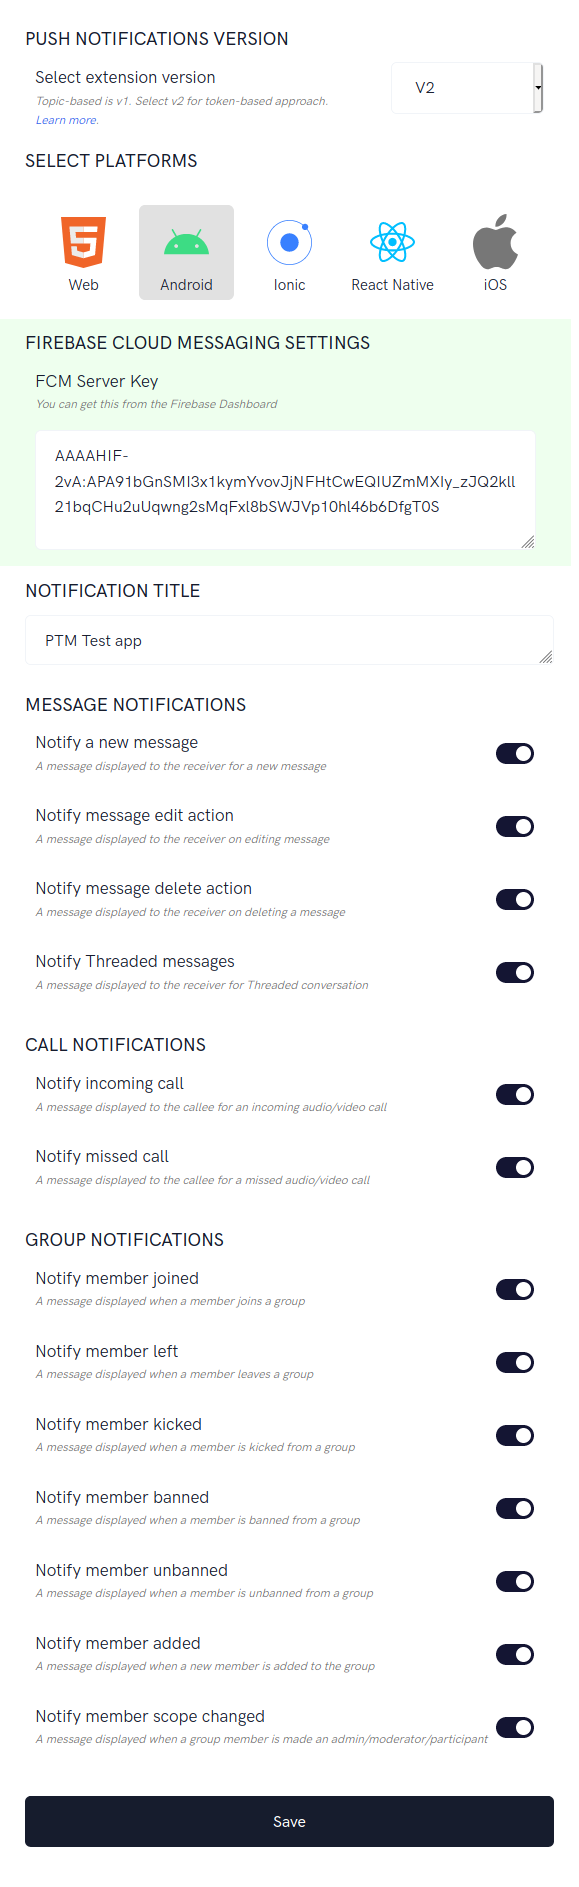 PUSH NOTIFICATIONS VERSION
Select extension version
Topic-based is v1. Select v2 for token-based approach.
Learn more.
V2
SELECT PLATFORMS
Web
Android
Ionic
React Native
iOS
FIREBASE CLOUD MESSAGING SETTINGS
FCM Server Key
You can get this from the Firebase Dashboard
AAAAHIF-
2vA:APA91bGnSMI3x1kymYvovJjNFHtCwEQIUZmMXIy_zJQ2kll
21bqCHu2uUqwng2sMqFxl8bSWJVp10hl46b6DfgT0S
NOTIFICATION TITLE
PTM Test app
MESSAGE NOTIFICATIONS
Notify a new message
A message displayed to the receiver for a new message
Notify message edit action
A message displayed to the receiver on editing message
Notify message delete action
A message displayed to the receiver on deleting a message
Notify Threaded messages
A message displayed to the receiver for Threaded conversation
CALL NOTIFICATIONS
Notify incoming call
A message displayed to the callee for an incoming audio/video call
Notify missed call
A message displayed to the callee for a missed audio/video call
GROUP NOTIFICATIONS
Notify member joined
A message displayed when a member joins a group
Notify member left
A message displayed when a member leaves a group
Notify member kicked
A message displayed when a member is kicked from a group
Notify member banned
A message displayed when a member is banned from a group
Notify member unbanned
A message displayed when a member is unbanned from a group
Notify member added
A message displayed when a new member is added to the group
Notify member scope changed
A message displayed when a group member is made an admin/moderator/participant
Save